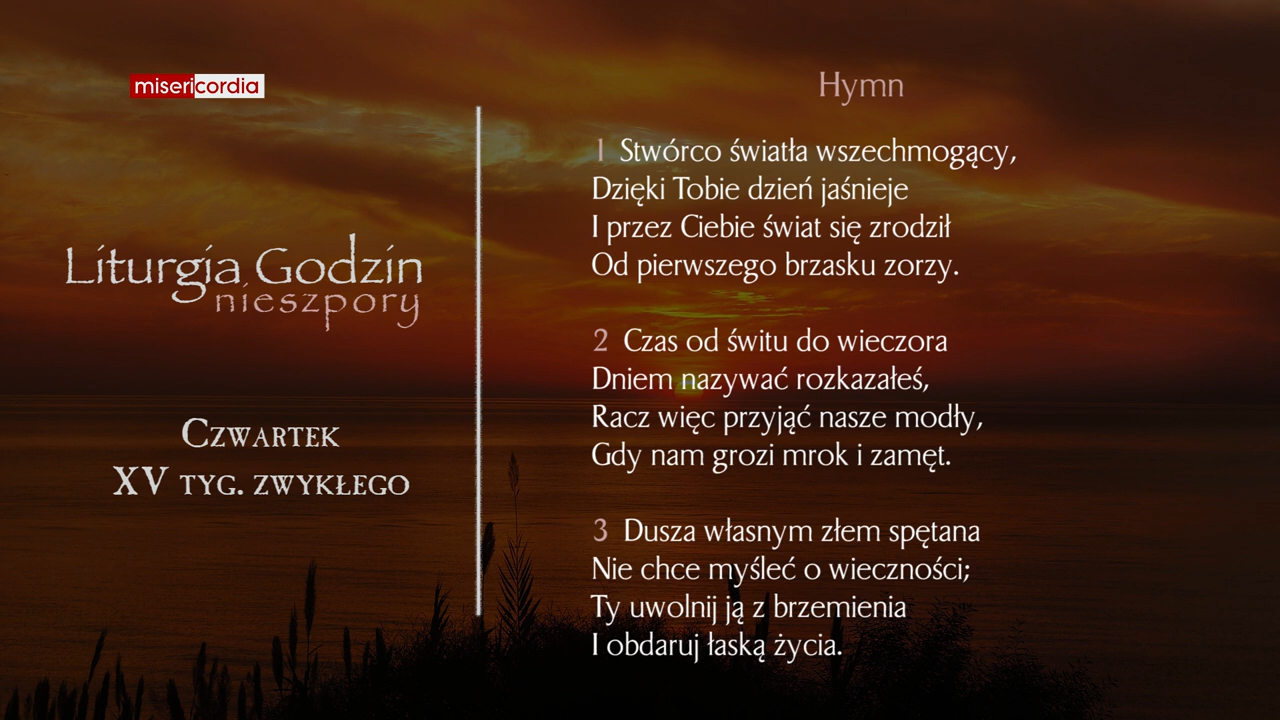 misericordia
Liturgia Godzin
nieszpory
Czwartek
XV tyg. zwykłego
Hymn
1 Stwórco światła wszechmogący,
Dzięki Tobie dzień jaśnieje
I przez Ciebie świat się zrodził
Od pierwszego brzasku zorzy.
2 Czas od świtu do wieczora
Dniem nazywać rozkazałeś,
Racz więc przyjąć nasze modły,
Gdy nam grozi mrok i zamęt.
3 Dusza własnym złem spętana
Nie chce myśleć o wieczności;
Ty uwolnij ją z brzemienia
I obdaruj łaską życia.